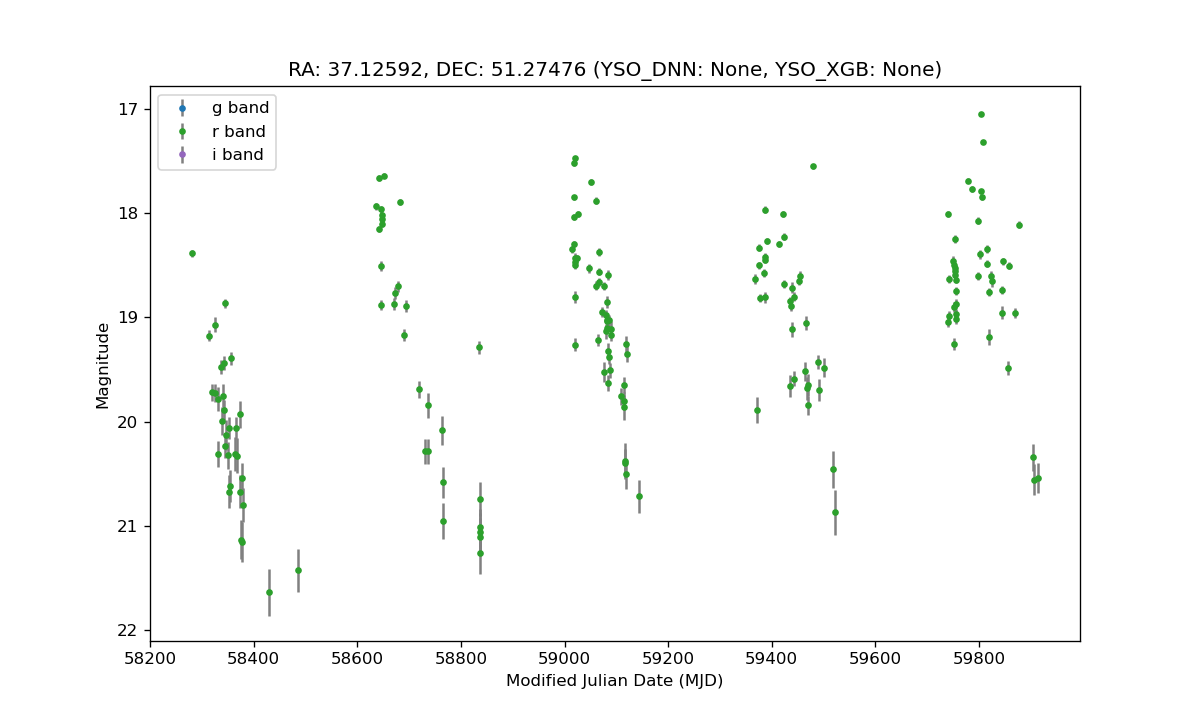 RA: 37.12592, DEC: 51.27476 (YSO_DNN: None, YSO_XGB: None)
g band
r band
i band
17
18
19
20
21
22
Magnitude
58200 58400 58600 58800 59000 59200 59400 59600 59800
Modified Julian Date (MJD)